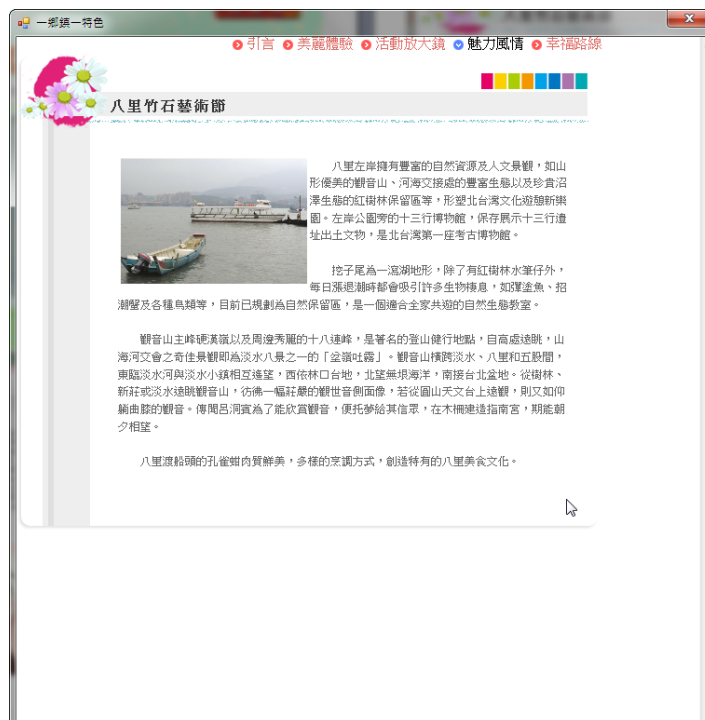 一鄉鎮一特色
引言 美麗體驗 活動放大鏡 魅力風情 幸福路線
八里竹石藝術節
八里左岸擁有豐富的自然資源及人文景觀，如山
形優美的觀音山、河海交接處的豐富生態以及珍貴沼
澤生態的紅樹林保留區等，形塑北台灣文化遊憩新樂
園。左岸公園旁的十三行博物館，保存展示十三行遺
址出土文物，是北台灣第一座考古博物館。
挖子尾為一瀉湖地形，除了有紅樹林水筆仔外，
每日漲退潮時都會吸引許多生物棲息，如彈塗魚、招
潮蟹及各種鳥類等，目前已規劃為自然保留區，是一個適合全家共遊的自然生態教室。
觀音山主峰硬漢嶺以及周邊秀麗的十八連峰，是著名的登山健行地點，自高處遠眺，山
海河交會之奇佳景觀即為淡水八景之一的「坌嶺吐霧」。觀音山橫跨淡水、八里和五股間，
東臨淡水河與淡水小鎮相互遙望，西依林口台地，北望無垠海洋，南接台北盆地。從樹林、
新莊或淡水遠眺觀音山，彷彿一幅莊嚴的觀世音側面像，若從圓山天文台上遠觀，則又如仰
躺曲膝的觀音。傳聞呂洞賓為了能欣賞觀音，便托夢給其信眾，在木柵建造指南宮，期能朝
夕相望。
八里渡船頭的孔雀蛤肉質鮮美，多樣的烹調方式，創造特有的八里美食文化。